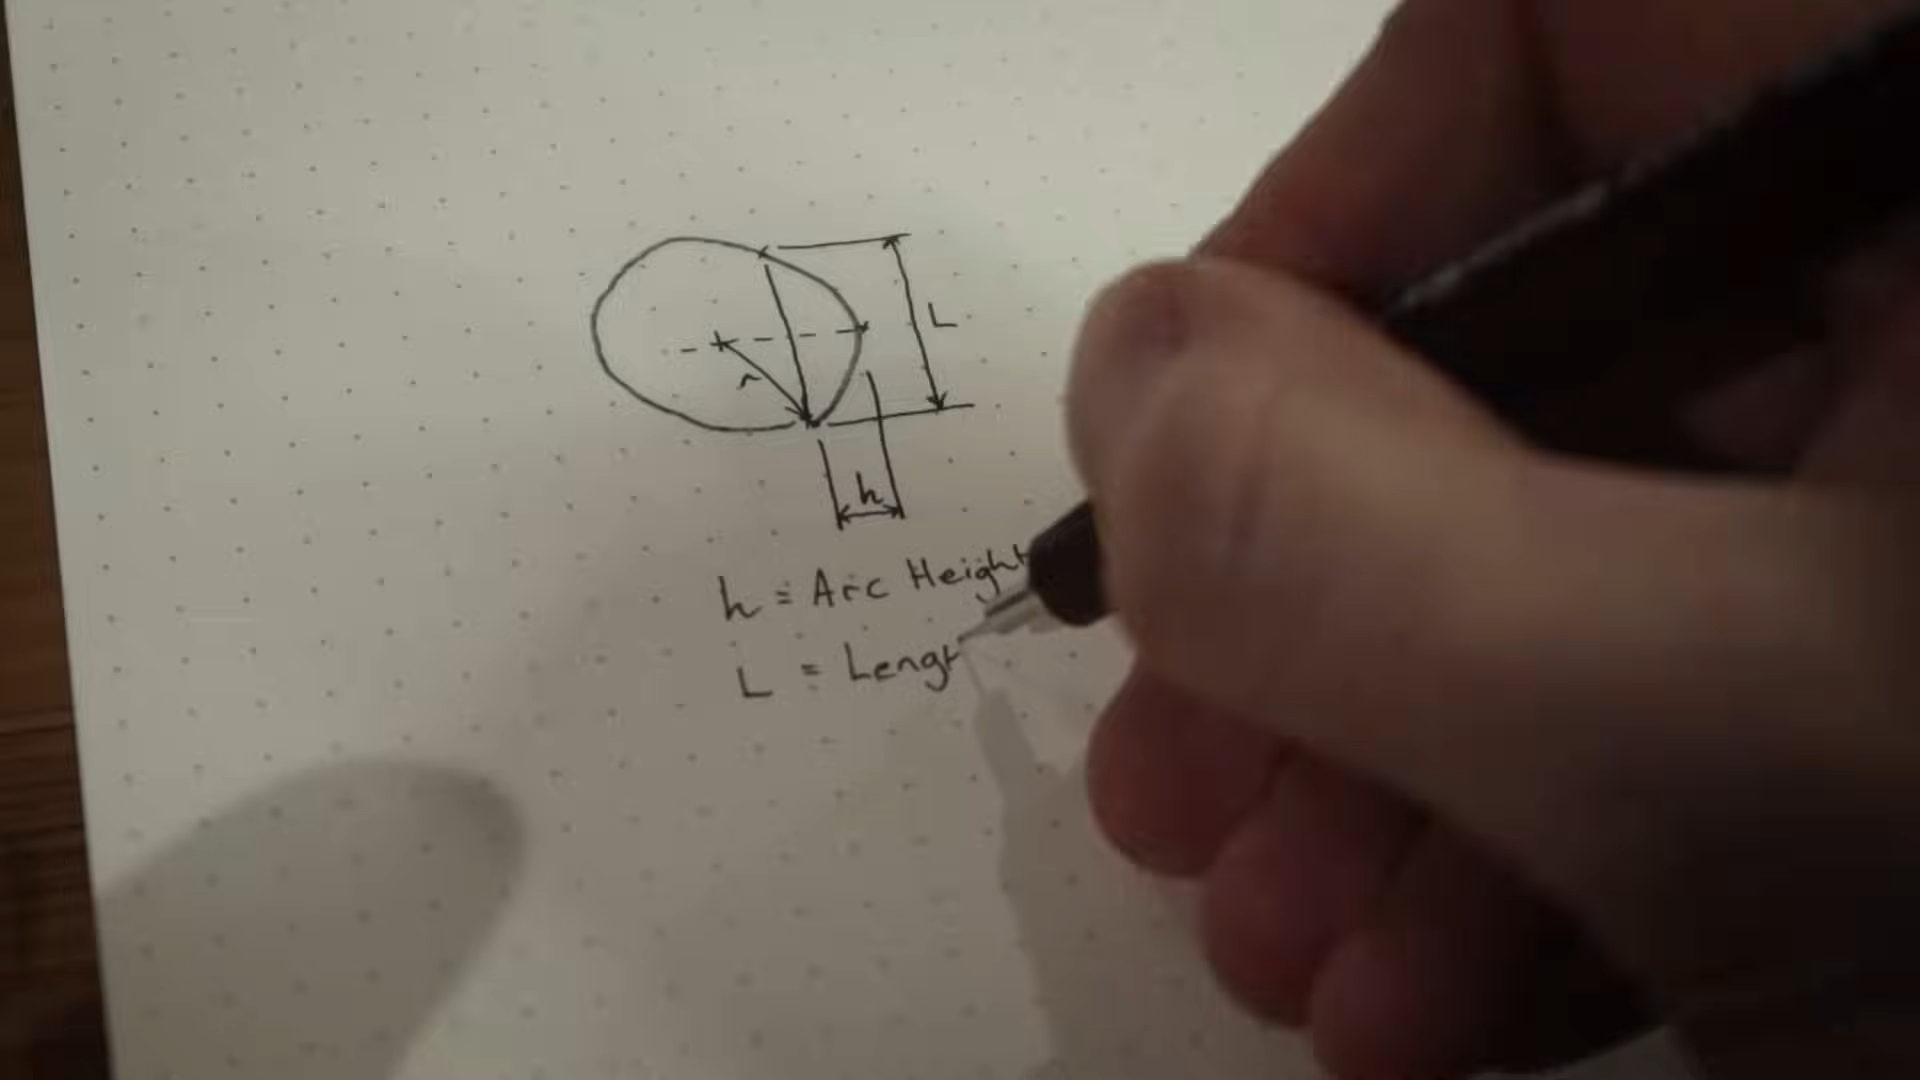 L
r
h
h = Arc Height
L = Lengt